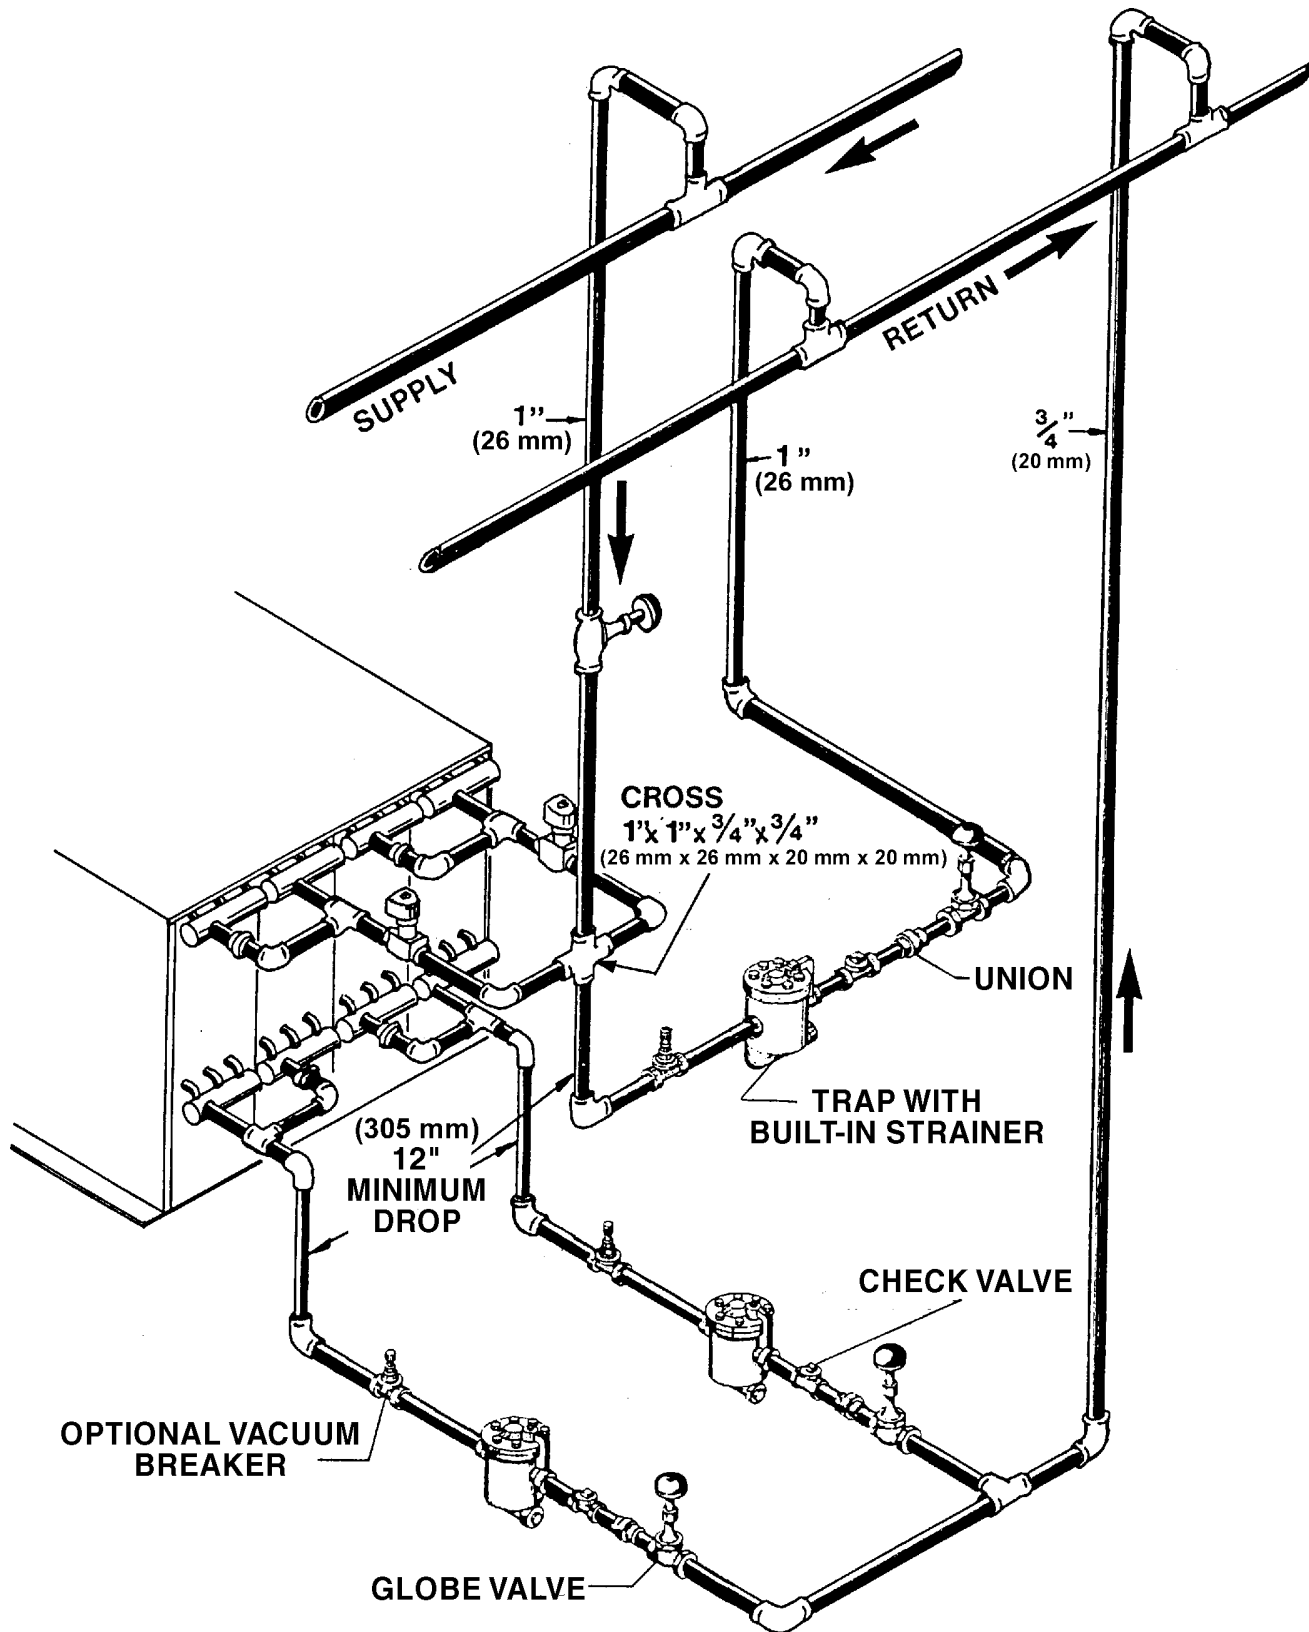 SUPPLY
RETURN
1"
(26 mm)
1"
(26 mm)
3/4"
(20 mm)
CROSS
1"x 1"x 3/4"x 3/4"
(26 mm x 26 mm x 20 mm x 20 mm)
UNION
TRAP WITH
BUILT-IN STRAINER
(305 mm)
12"
MINIMUM
DROP
CHECK VALVE
OPTIONAL VACUUM
BREAKER
GLOBE VALVE